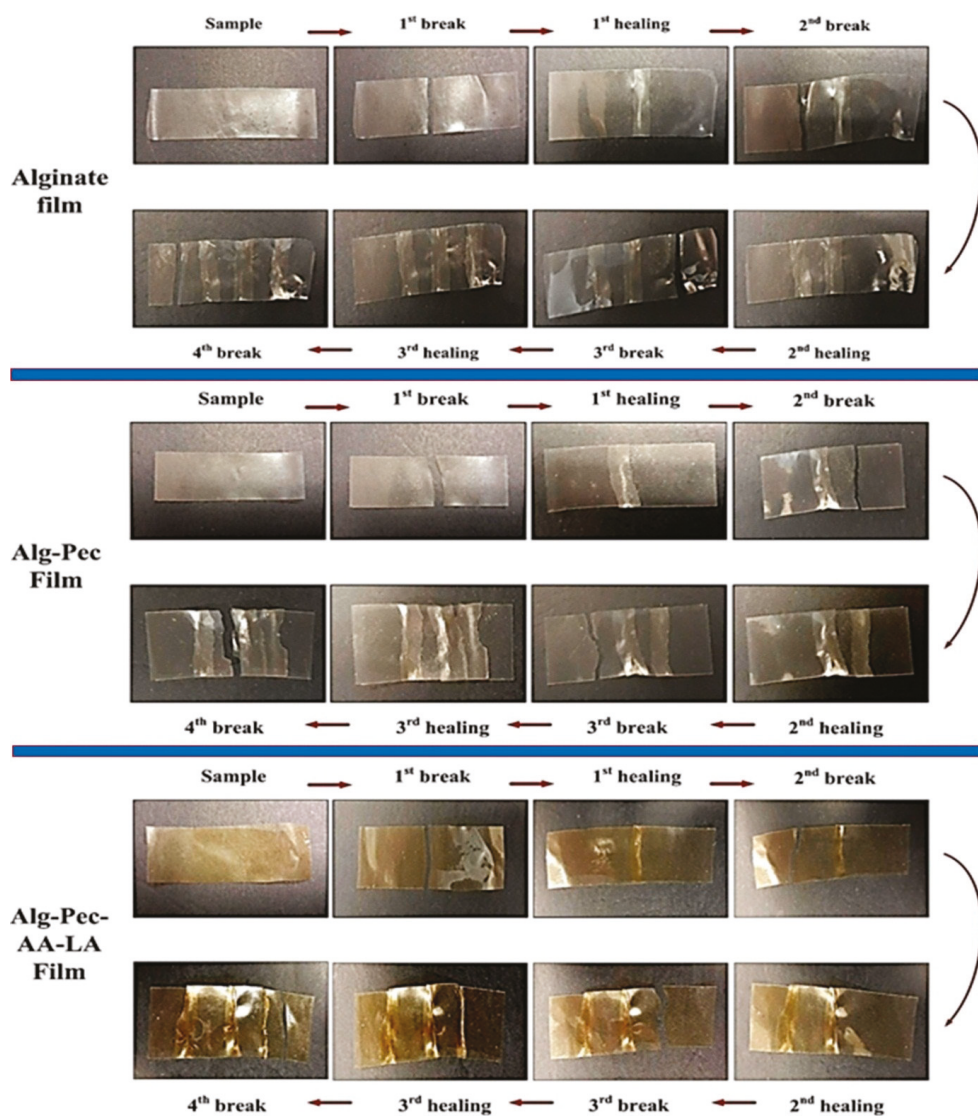 Sample 1st break 1st healing 2nd break
Alginate
film
4th break 3rd healing 3rd break 2nd healing
Sample 1st break 1st healing 2nd break
Alg-Pec
Film
4th break 3rd healing 3rd break 2nd healing
Sample 1st break 1st healing 2nd break
Alg-Pec-
AA-LA
Film
4th break 3rd healing 3rd break 2nd healing